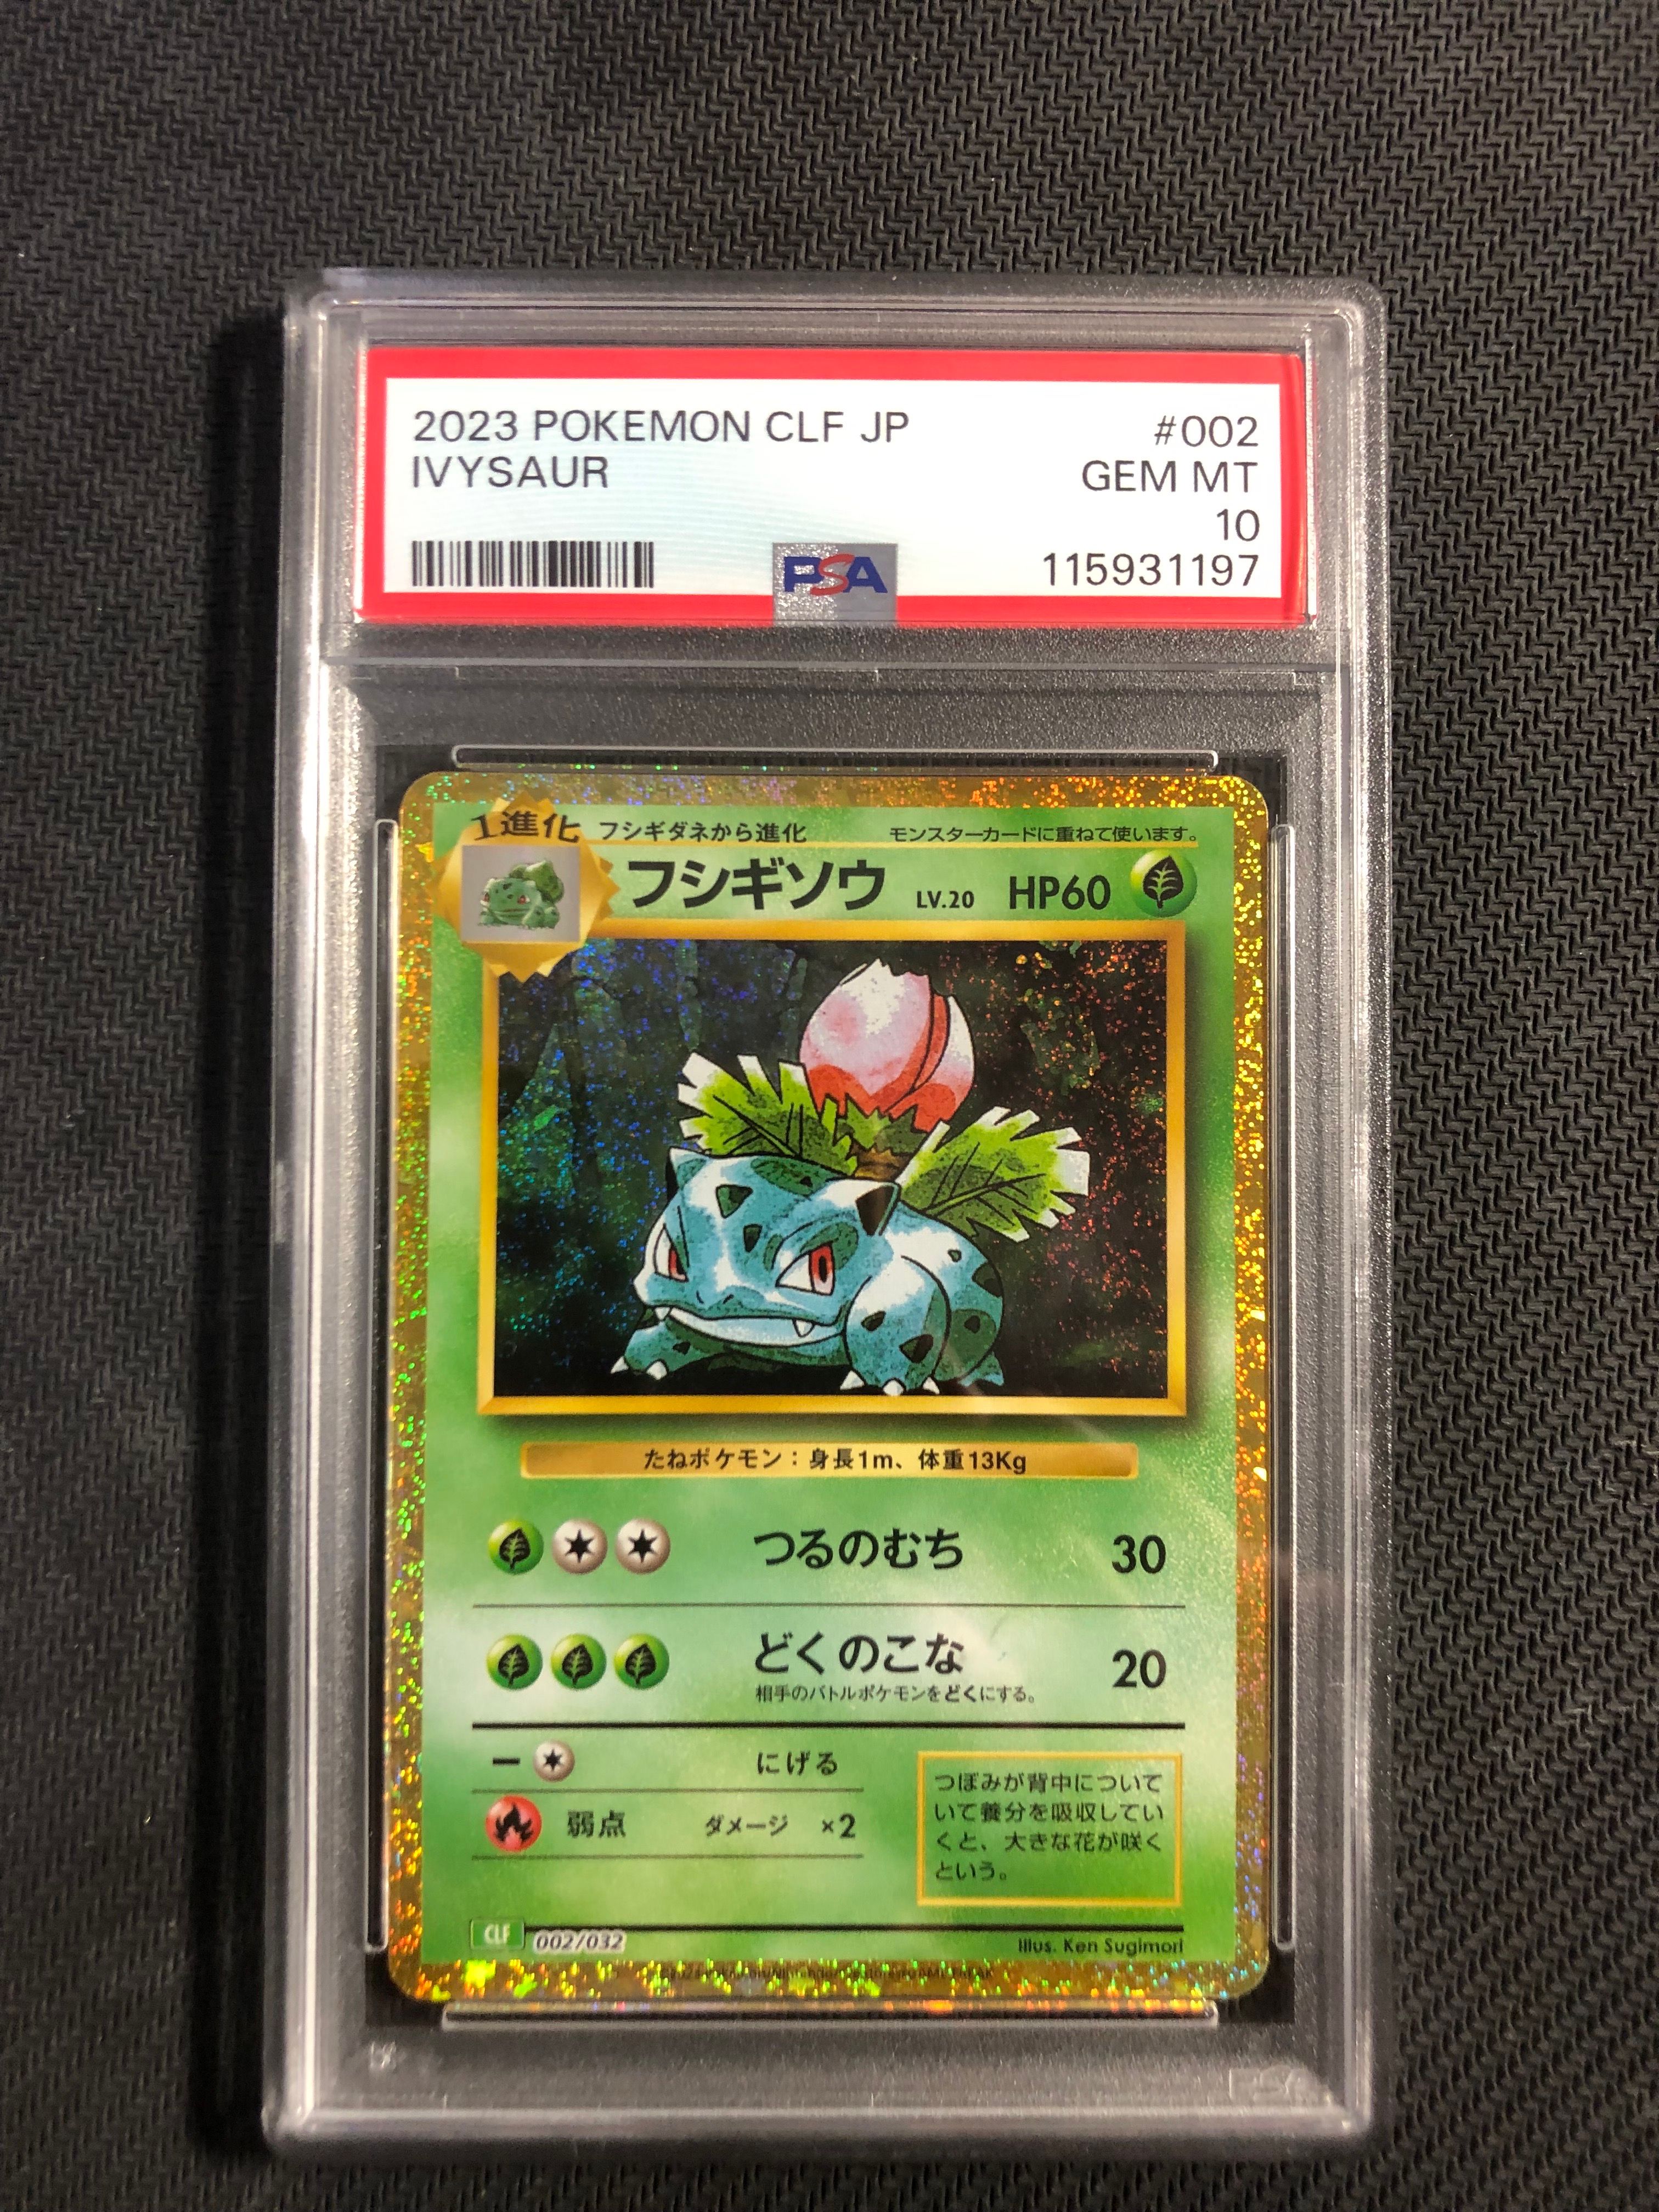 2023 POKEMON CLF JP #002
IVYSAUR GEM MT
10
PSA 115931197
1進化 フシギダネから進化 モンスターカードに重ねて使います。
フシギソウ LV.20 HP60
たねポケモン：身長1m、体重13Kg
つるのむち 30
どくのこな 20
相手のバトルポケモンをどくにする。
にげる
弱点 ダメージ ×2
つぼみが背中について
いて養分を吸収してい
くと、大きな花が咲く
という。
CLF 002/032 Illus. Ken Sugimori